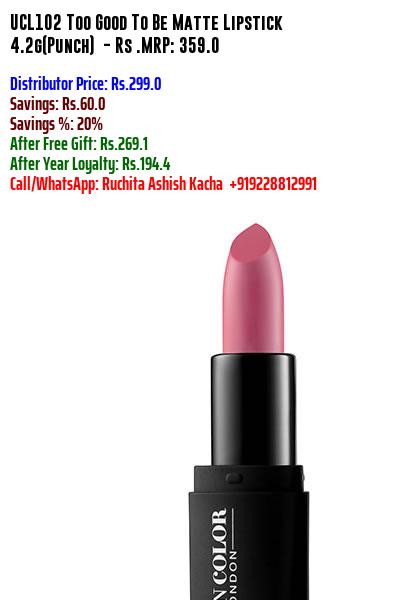 UCL102 Too Good To Be Matte Lipstick
4.2g(Punch) - Rs .MRP: 359.0
Distributor Price: Rs.299.0
Savings: Rs.60.0
Savings %: 20%
After Free Gift: Rs.269.1
After Year Loyalty: Rs.194.4
Call/WhatsApp: Ruchita Ashish Kacha +919228812991
N COLOR
ONDON